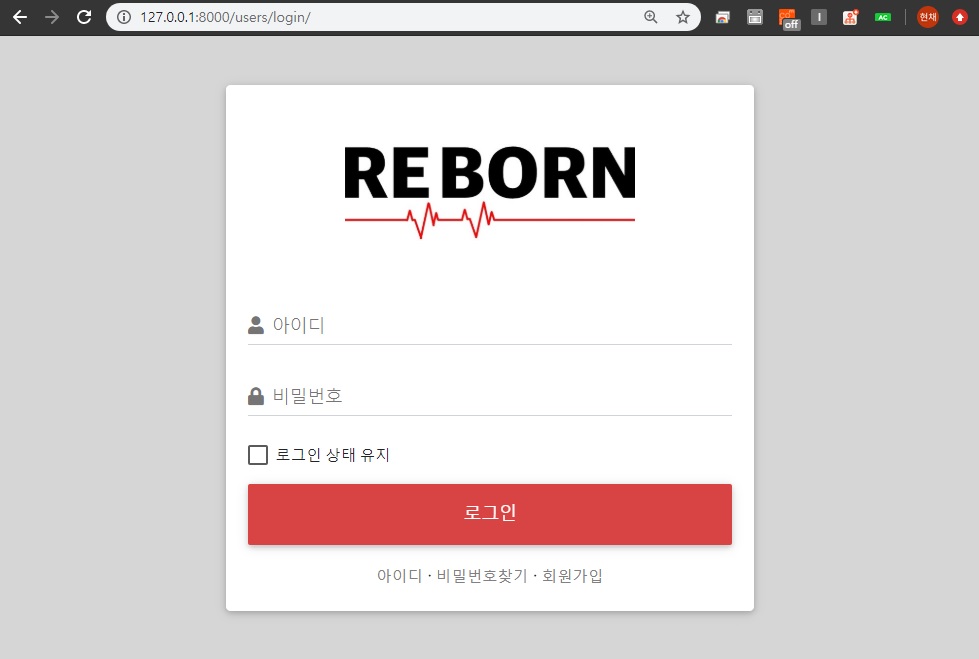 127.0.0.1:8000/users/login/
off
I
AC
현재
REBORN
아이디
비밀번호
로그인 상태 유지
로그인
아이디 · 비밀번호찾기 · 회원가입